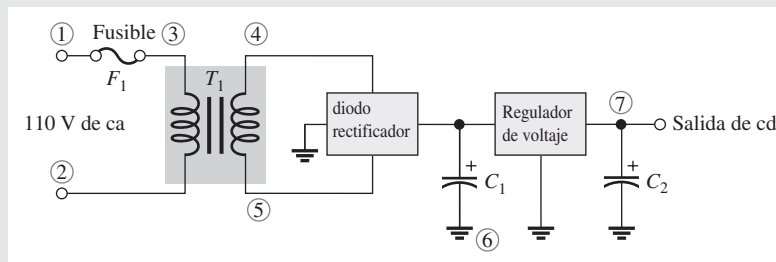 ① Fusible ③ ④
F1 T1
110 V de ca
diodo
rectificador
Regulador
de voltaje
⑦
Salida de cd
+ C1
+ C2
②
⑤
⑥